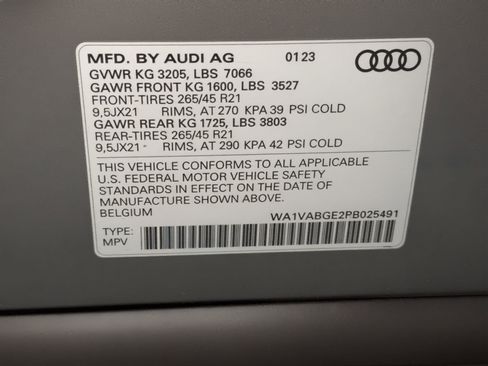 MFD. BY AUDI AG 01 23
GVWR KG 3205, LBS 7066
GAWR FRONT KG 1600, LBS 3527
FRONT-TIRES 265/45 R21
9,5JX21 RIMS, AT 270 KPA 39 PSI COLD
GAWR REAR KG 1725, LBS 3803
REAR-TIRES 265/45 R21
9,5JX21 RIMS, AT 290 KPA 42 PSI COLD
THIS VEHICLE CONFORMS TO ALL APPLICABLE
U.S. FEDERAL MOTOR VEHICLE SAFETY
STANDARDS IN EFFECT ON THE DATE OF
MANUFACTURE SHOWN ABOVE.
BELGIUM
WA1VABGE2PB025491
TYPE:
MPV